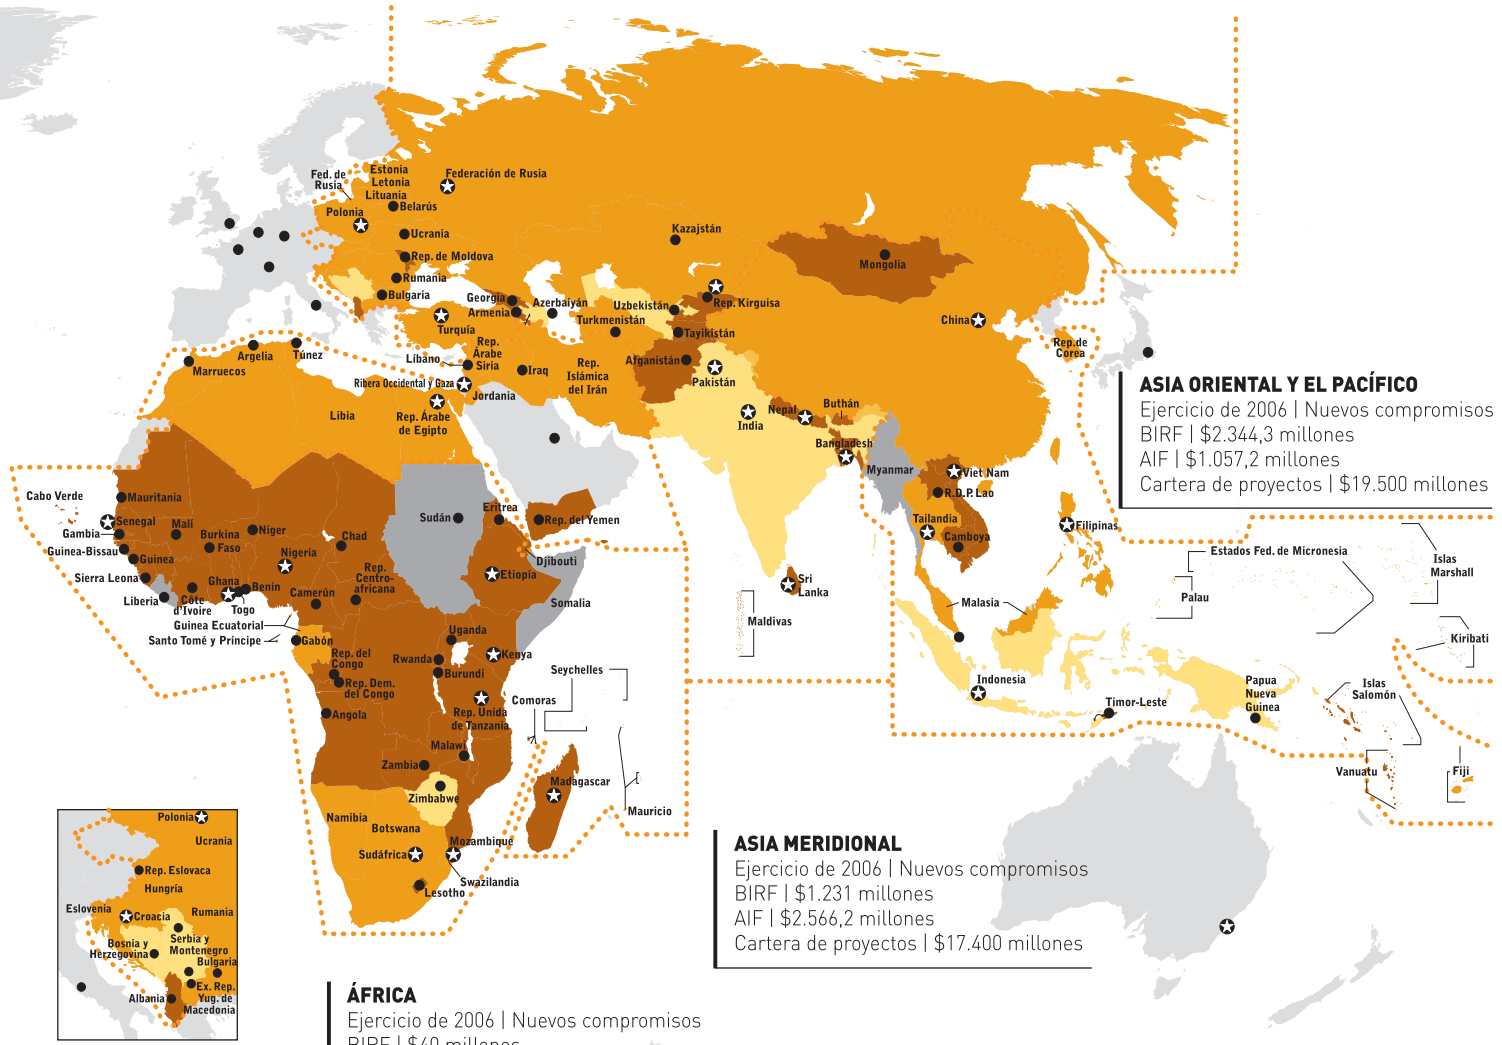 Fed. de
Rusia
Estonia
Letonia
Lituania
Federación de Rusia
Polonia
Belarús
Ucrania
Rep. de Moldova
Rumania
Bulgaria
Kazajstán
Mongolia
Georgia
Armenia
Azerbaiyán
Uzbekistán
Turkmenistán
Rep. Kirguisa
Tayikistán
China
Rep.de
Corea
Turquía
Marruecos
Argelia
Túnez
Líbano
Rep.
Árabe
Siria
Iraq
Rep.
Islámica
del Irán
Afganistán
Pakistán
Ribera Occidental y Gaza
Jordania
Libia
Rep. Árabe
de Egipto
India
Nepal
Buthán
Bangladesh
Myanmar
Viet Nam
R.D.P. Lao
Tailandia
Camboya
Filipinas
ASIA ORIENTAL Y EL PACÍFICO
Ejercicio de 2006 | Nuevos compromisos
BIRF | $2.344,3 millones
AIF | $1.057,2 millones
Cartera de proyectos | $19.500 millones
Cabo Verde
Mauritania
Senegal
Gambia
Guinea-Bissau
Guinea
Sierra Leona
Liberia
Malí
Burkina
Faso
Níger
Nigeria
Chad
Sudán
Eritrea
Rep. del Yemen
Djibouti
Etiopía
Somalia
Ghana
Benin
Côte
d'Ivoire
Togo
Camerún
Rep.
Centro-
africana
Guinea Ecuatorial
Santo Tomé y Príncipe
Gabón
Rep. del
Congo
Rep. Dem.
del Congo
Uganda
Rwanda
Burundi
Kenya
Rep. Unida
de Tanzania
Seychelles
Comoras
Angola
Malawi
Zambia
Zimbabwe
Madagascar
Mauricio
Namibia
Botswana
Mozambique
Sudáfrica
Swazilandia
Lesotho
Sri
Lanka
Maldivas
Malasia
Indonesia
Timor-Leste
Papua
Nueva
Guinea
Estados Fed. de Micronesia
Palau
Islas
Marshall
Kiribati
Islas
Salomón
Vanuatu
Fiji
ASIA MERIDIONAL
Ejercicio de 2006 | Nuevos compromisos
BIRF | $1.231 millones
AIF | $2.566,2 millones
Cartera de proyectos | $17.400 millones
Polonia
Ucrania
Rep. Eslovaca
Hungría
Eslovenia
Croacia
Rumania
Bosnia y
Herzegovina
Serbia y
Montenegro
Bulgaria
Ex. Rep.
Yug. de
Macedonia
Albania
ÁFRICA
Ejercicio de 2006 | Nuevos compromisos
BIRF | $40 millones